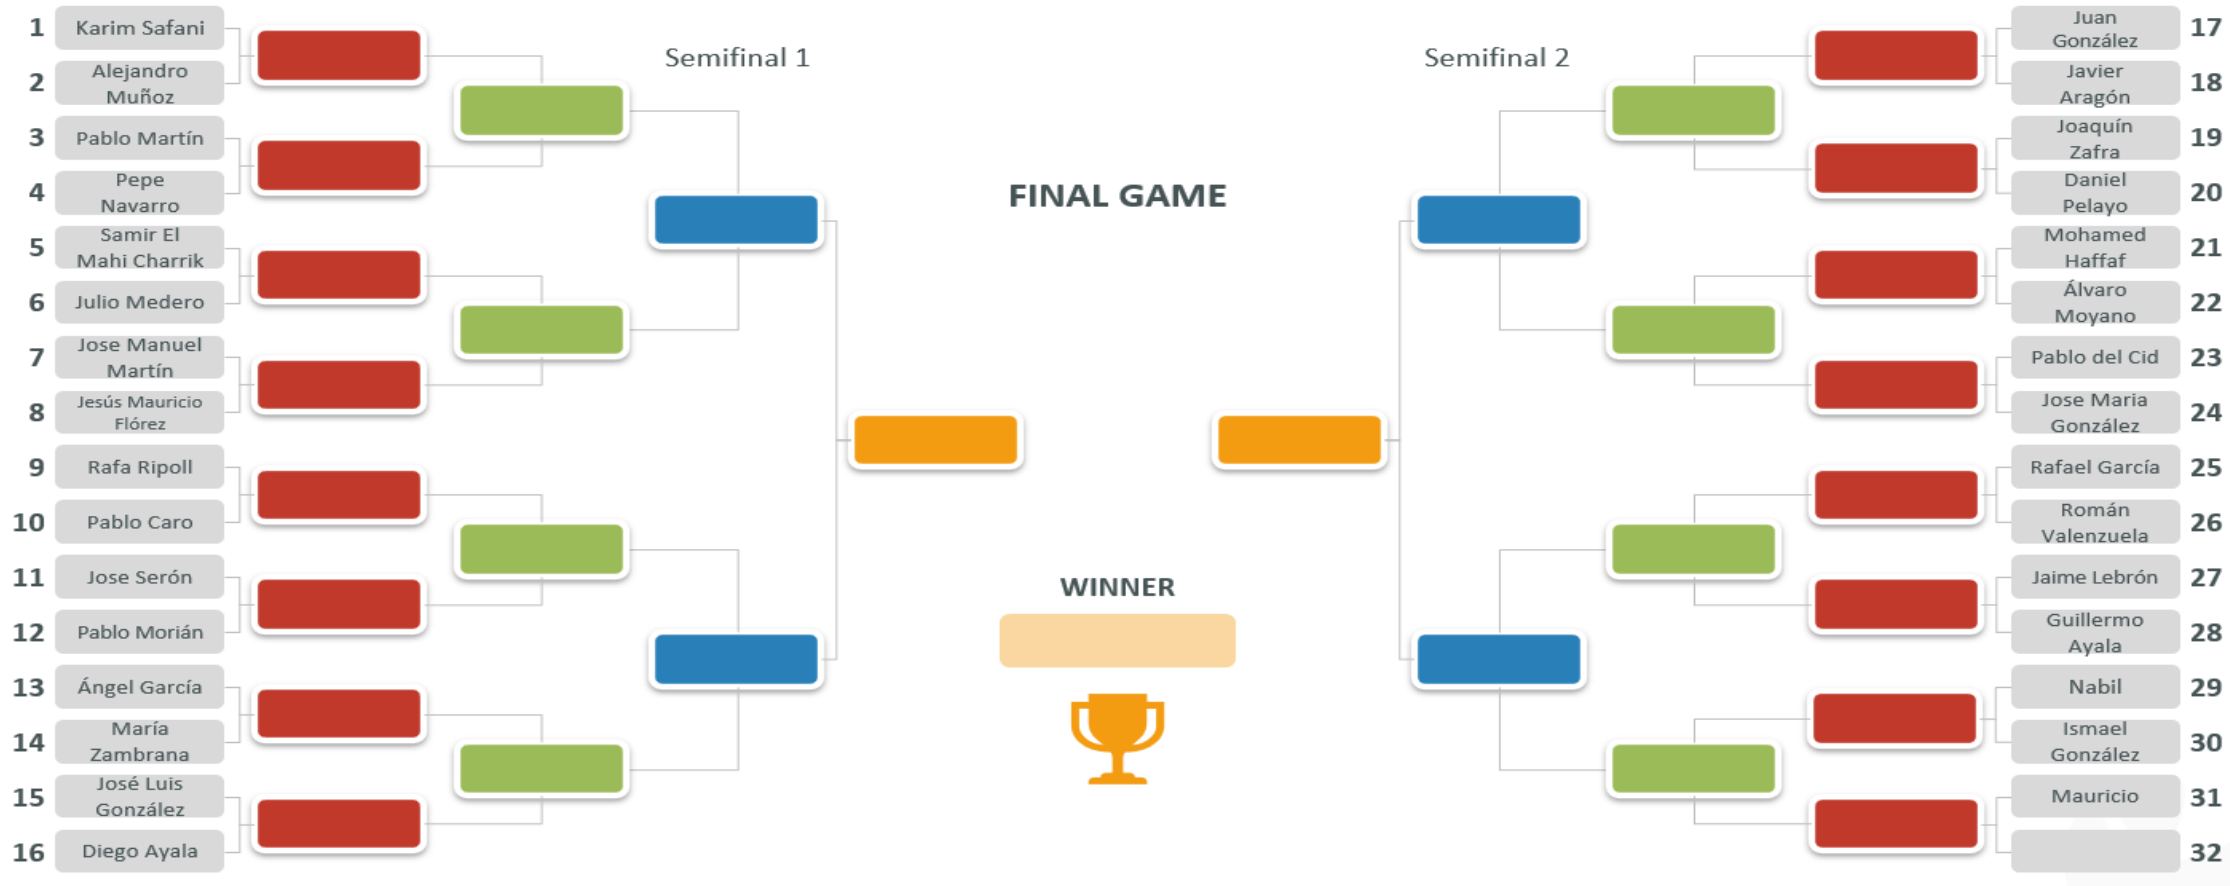 1 Karim Safani
2 Alejandro
Muñoz
3 Pablo Martín
4 Pepe
Navarro
5 Samir El
Mahi Charrik
6 Julio Medero
7 Jose Manuel
Martín
8 Jesús Mauricio
Flórez
9 Rafa Ripoll
10 Pablo Caro
11 Jose Serón
12 Pablo Morián
13 Ángel García
14 María
Zambrana
15 José Luis
González
16 Diego Ayala
Semifinal 1
FINAL GAME
WINNER
Semifinal 2
Juan
González 17
Javier
Aragón 18
Joaquín
Zafra 19
Daniel
Pelayo 20
Mohamed
Haffaf 21
Álvaro
Moyano 22
Pablo del Cid 23
Jose Maria
González 24
Rafael García 25
Román
Valenzuela 26
Jaime Lebrón 27
Guillermo
Ayala 28
Nabil 29
Ismael
González 30
Mauricio 31
32